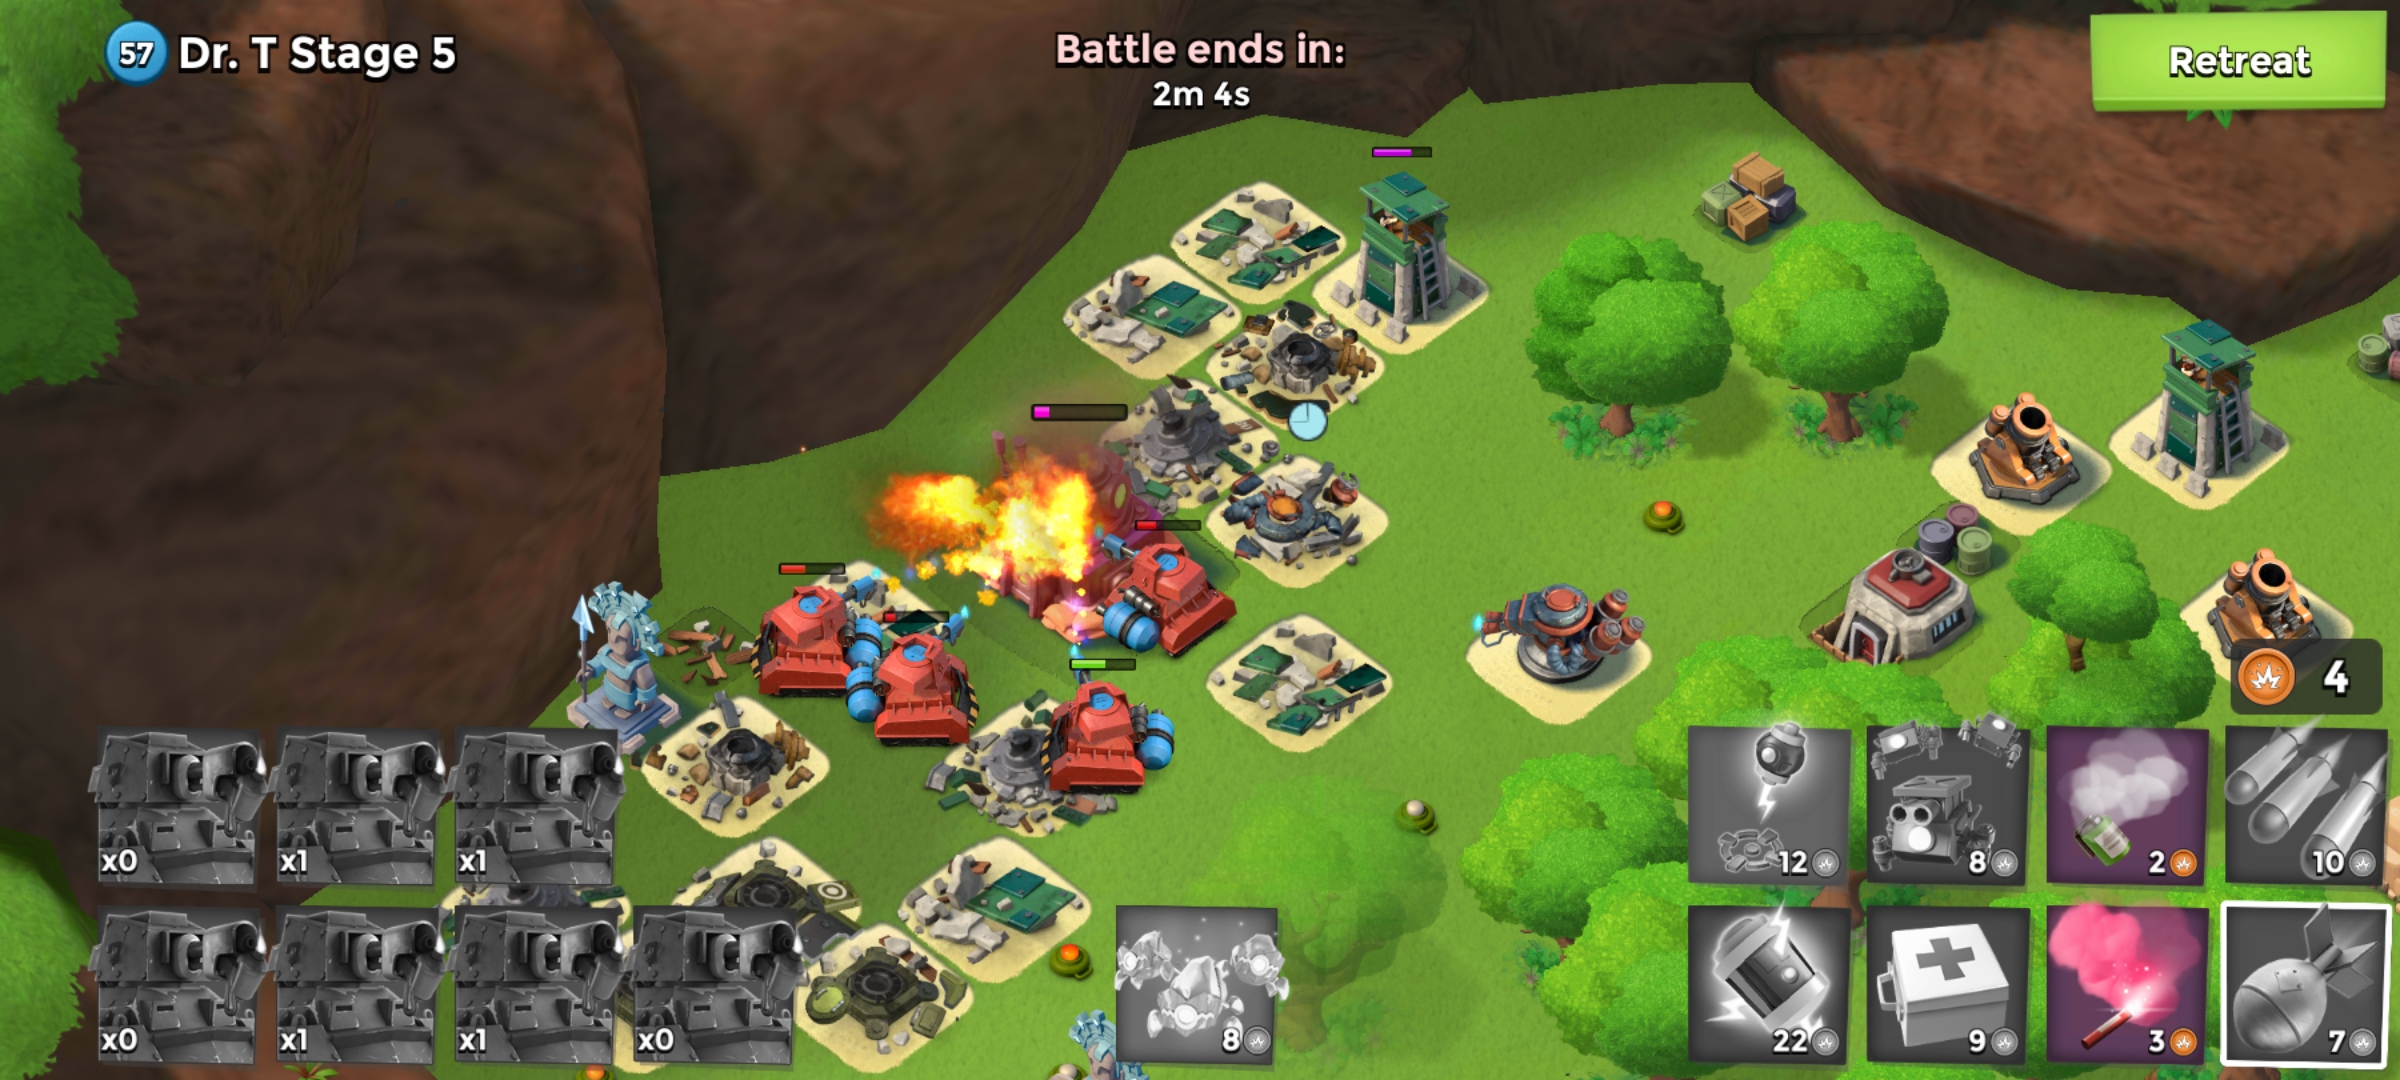 57 Dr. T Stage 5
Battle ends in:
2m 4s
Retreat
4
x0 x1 x1
12 8 2 10
x0 x1 x1 x0
8
22 9 3 7